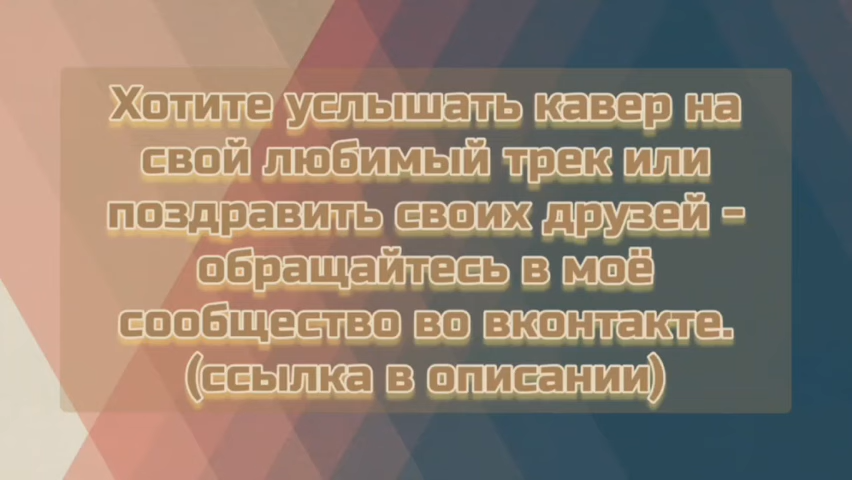 Хотите услышать кавер на
свой любимый трек или
поздравить своих друзей -
обращайтесь в моё
сообщество во вконтакте.
(ссылка в описании)